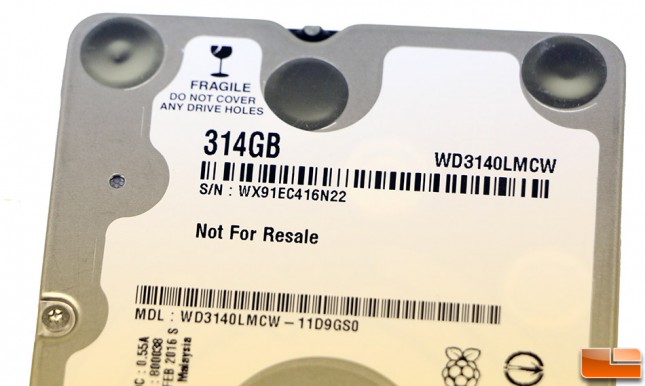 FRAGILE
DO NOT COVER
ANY DRIVE HOLES
314GB
WD3140LMCW
S/N : WX91EC416N22
Not For Resale
MDL : WD3140LMCW – 11D9GS0
: 0.55A
: 800038
FEB 2016 S
Malaysia